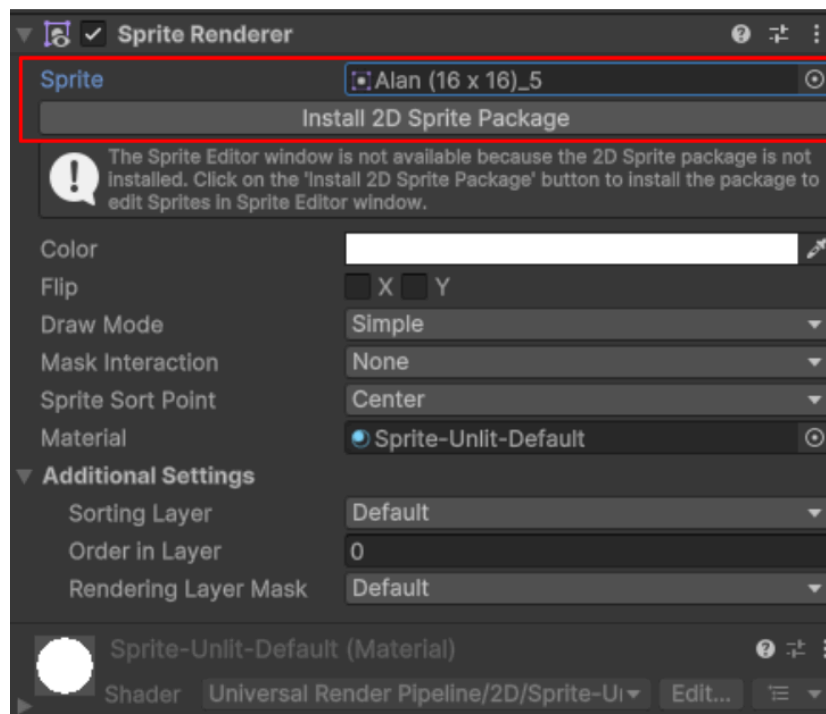 Sprite Renderer
Sprite Alan (16 x 16)_5
Install 2D Sprite Package
The Sprite Editor window is not available because the 2D Sprite package is not
installed. Click on the 'Install 2D Sprite Package' button to install the package to
edit Sprites in Sprite Editor window.
Color
Flip X Y
Draw Mode Simple
Mask Interaction None
Sprite Sort Point Center
Material Sprite-Unlit-Default
Additional Settings
Sorting Layer Default
Order in Layer 0
Rendering Layer Mask Default
Sprite-Unlit-Default (Material)
Shader Universal Render Pipeline/2D/Sprite-U Edit...